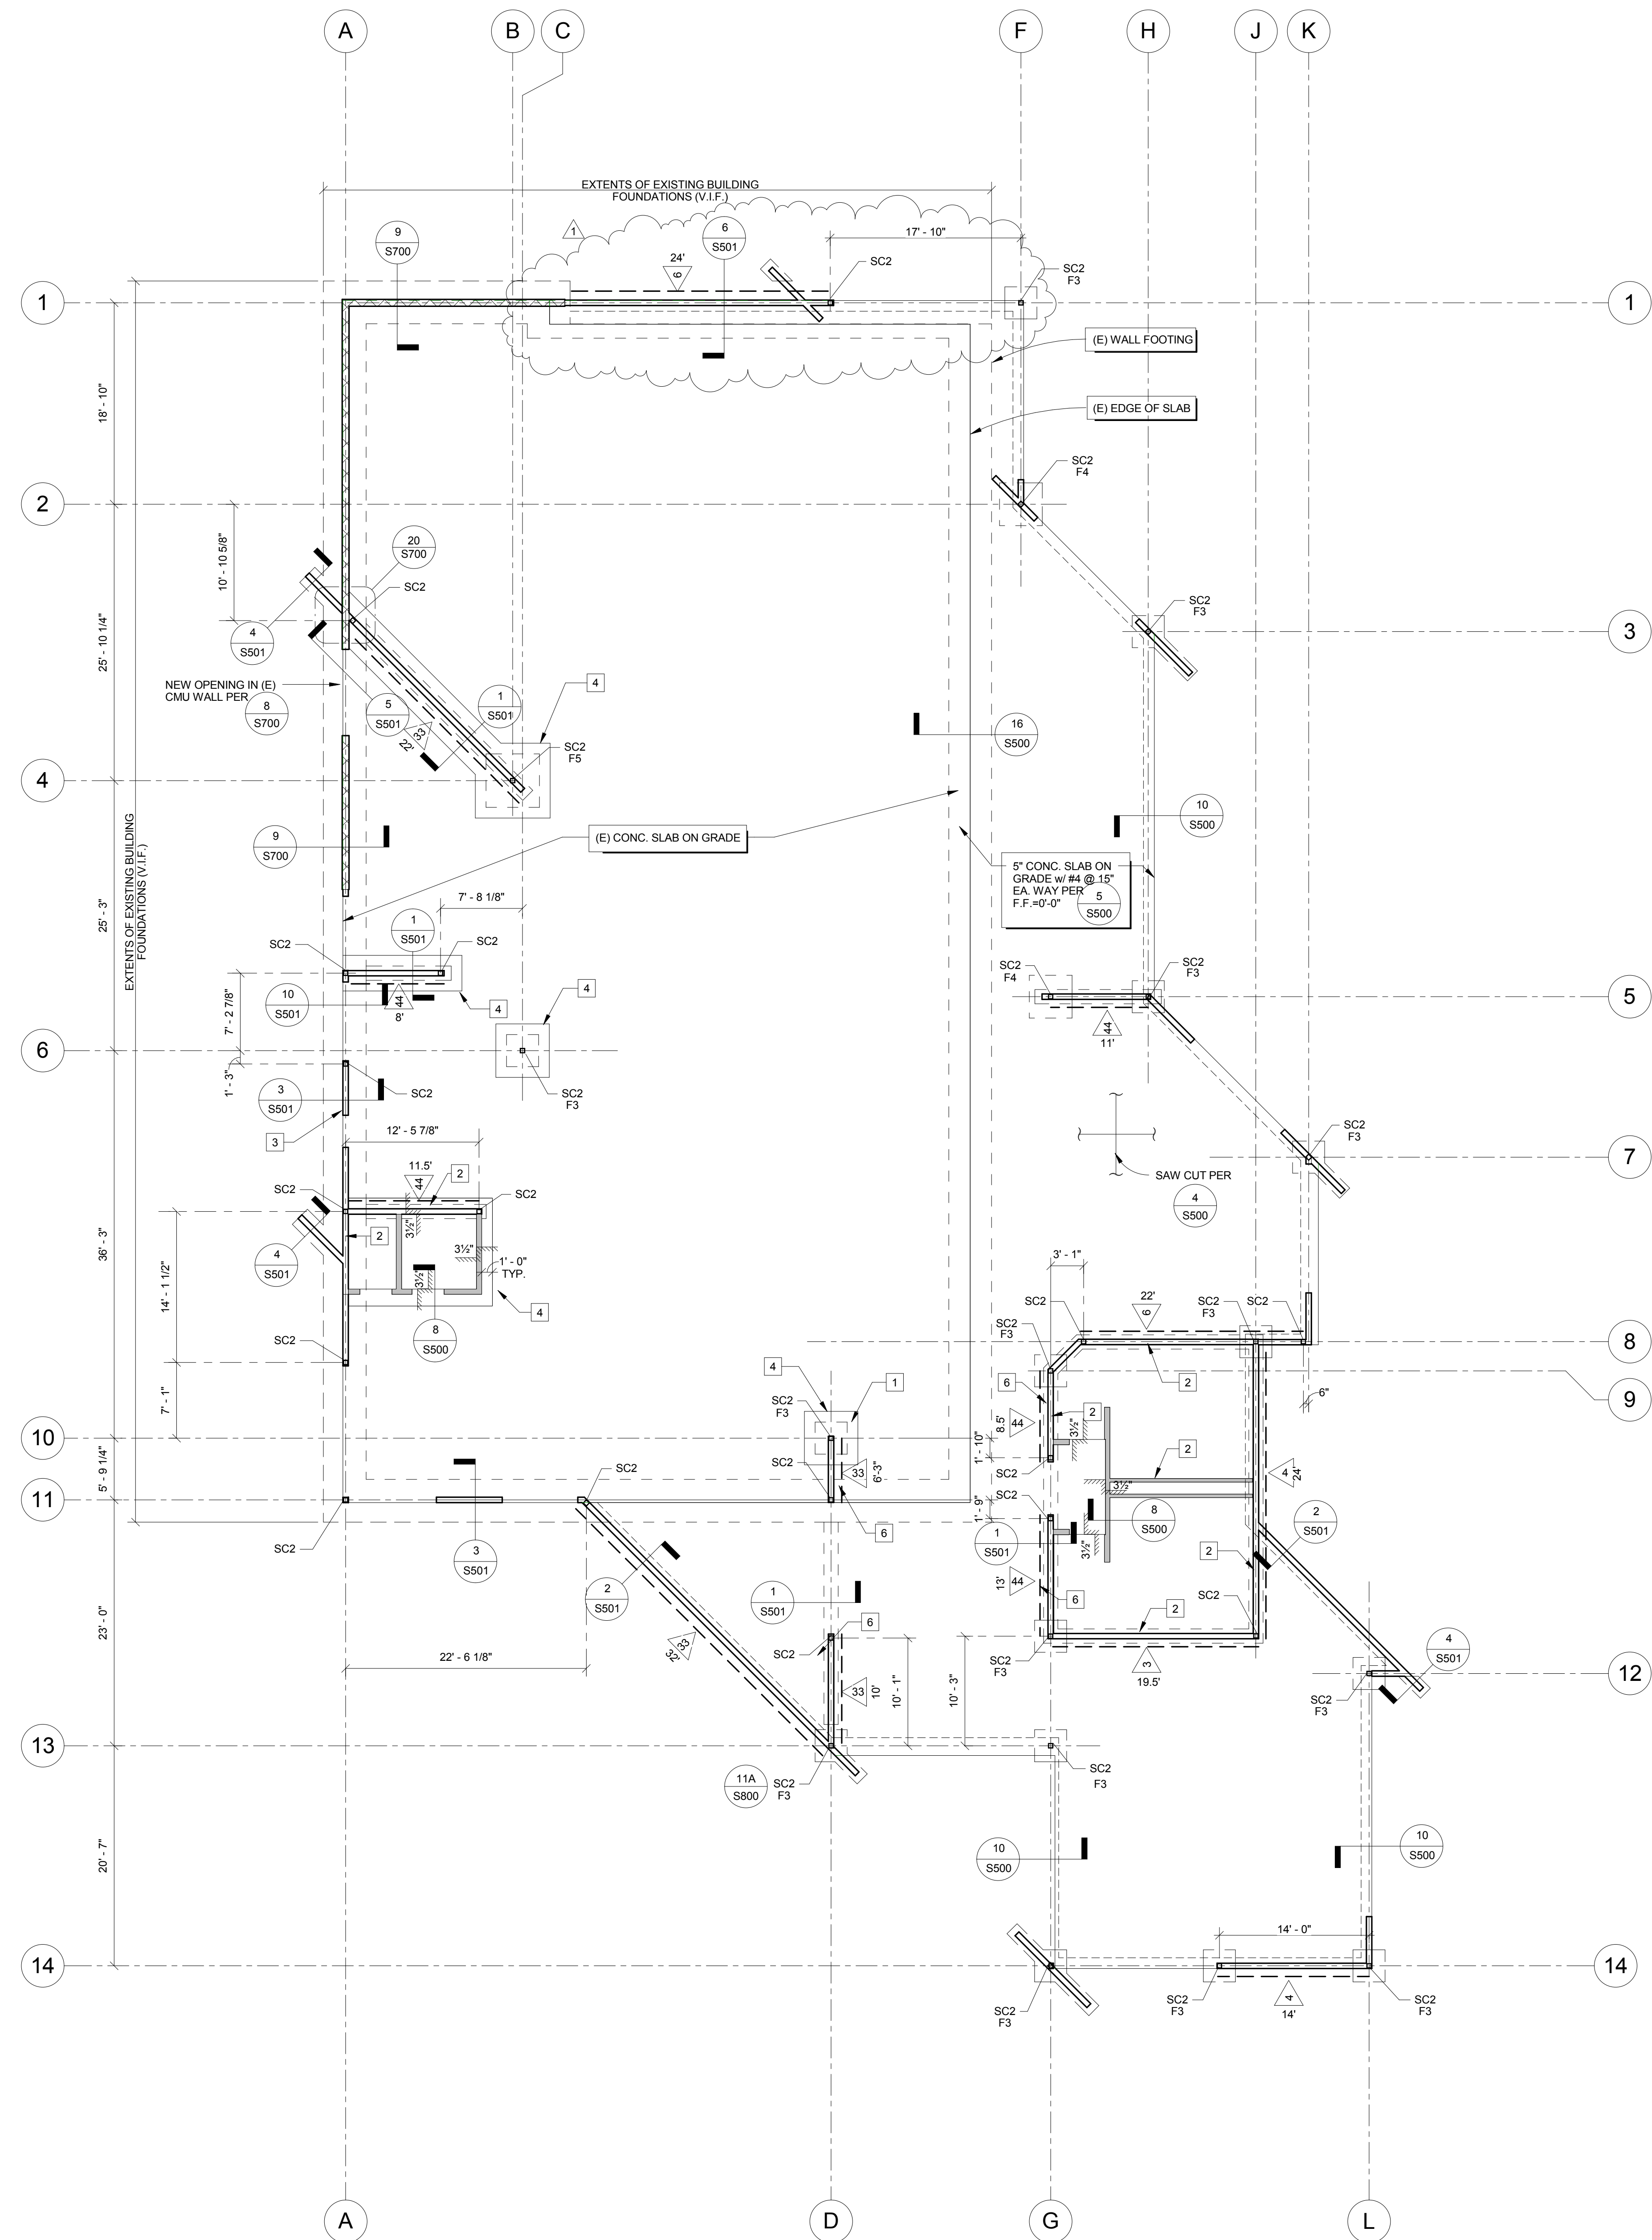 A
B
C
F
H
J
K
EXTENTS OF EXISTING BUILDING
FOUNDATIONS (V.I.F.)
1
9
S700
6
S501
24'
6
17' - 10"
SC2
SC2
F3
1
1
(E) WALL FOOTING
(E) EDGE OF SLAB
18' - 10"
SC2
F4
2
10' - 10 5/8"
20
S700
SC2
4
S501
SC2
F3
3
25' - 10 1/4"
NEW OPENING IN (E)
CMU WALL PER
8
S700
5
S501
33
22'
1
S501
4
SC2
F5
16
S500
4
10
S500
9
S700
(E) CONC. SLAB ON GRADE
5" CONC. SLAB ON
GRADE w/ #4 @ 15"
EA. WAY PER
F.F.=0'-0"
5
S500
EXTENTS OF EXISTING BUILDING
FOUNDATIONS (V.I.F.)
25' - 3"
7' - 8 1/8"
1
S501
SC2
SC2
10
S501
44
8'
4
4
7' - 2 7/8"
SC2
F4
SC2
F3
5
44
11'
6
1' - 3"
3
S501
SC2
SC2
F3
3
12' - 5 7/8"
SC2
F3
7
SAW CUT PER
4
S500
11.5'
44
2
SC2
SC2
3½"
3½"
3½"
1' - 0"
TYP.
2
4
S501
4
36' - 3"
14' - 1 1/2"
3' - 1"
SC2
22'
6
SC2
F3
SC2
SC2
F3
8
8
S500
SC2
7' - 1"
4
1
SC2
F3
6
8.5'
44
2
3½"
2
6"
9
10
1' - 10"
SC2
SC2
SC2
33
6'-3"
2
3½"
4
24'
5' - 9 1/4"
11
SC2
SC2
1' - 9"
6
3
S501
1
S501
3½"
8
S500
2
S501
2
S501
1
S501
13'
44
6
2
2
SC2
6
SC2
23' - 0"
22' - 6 1/8"
33
32'
33
10'
10' - 1"
10' - 3"
SC2
F3
3
19.5'
4
S501
SC2
F3
12
13
11A
S800
SC2
F3
SC2
F3
20' - 7"
10
S500
10
S500
14' - 0"
14
SC2
F3
SC2
F3
4
14'
SC2
F3
14
A
D
G
L